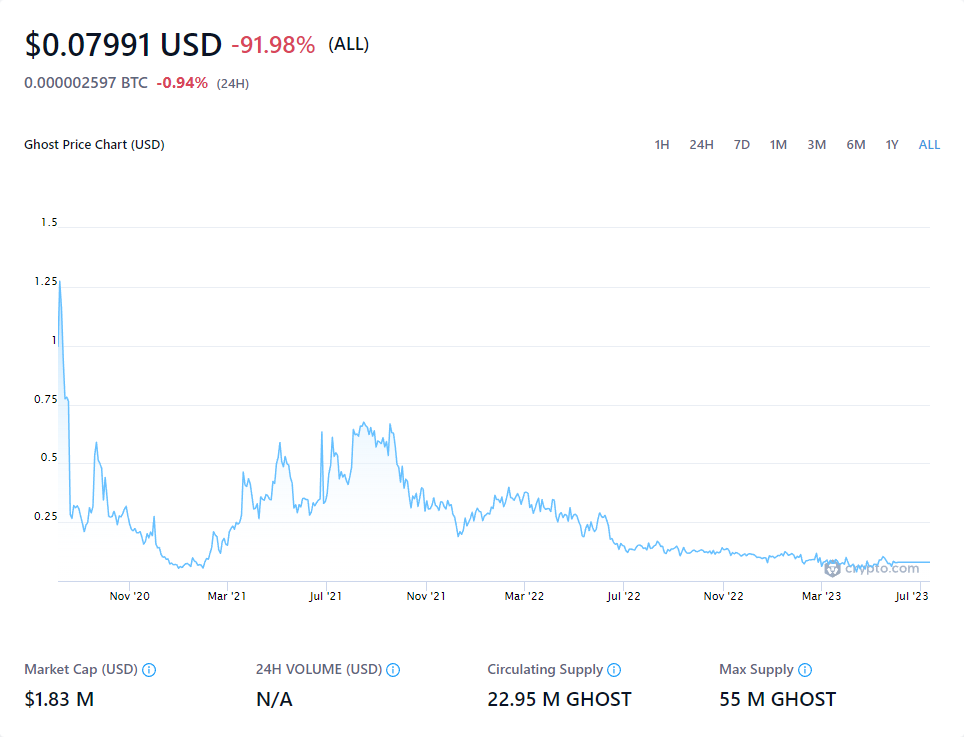 $0.07991 USD -91.98% (ALL)
0.000002597 BTC -0.94% (24H)
Ghost Price Chart (USD) 1H 24H 7D 1M 3M 6M 1Y ALL
1.5
1.25
1
0.75
0.5
0.25
crypto.com
Nov '20 Mar '21 Jul '21 Nov '21 Mar '22 Jul '22 Nov '22 Mar '23 Jul '23
Market Cap (USD) 24H VOLUME (USD) Circulating Supply Max Supply
$1.83 M N/A 22.95 M GHOST 55 M GHOST